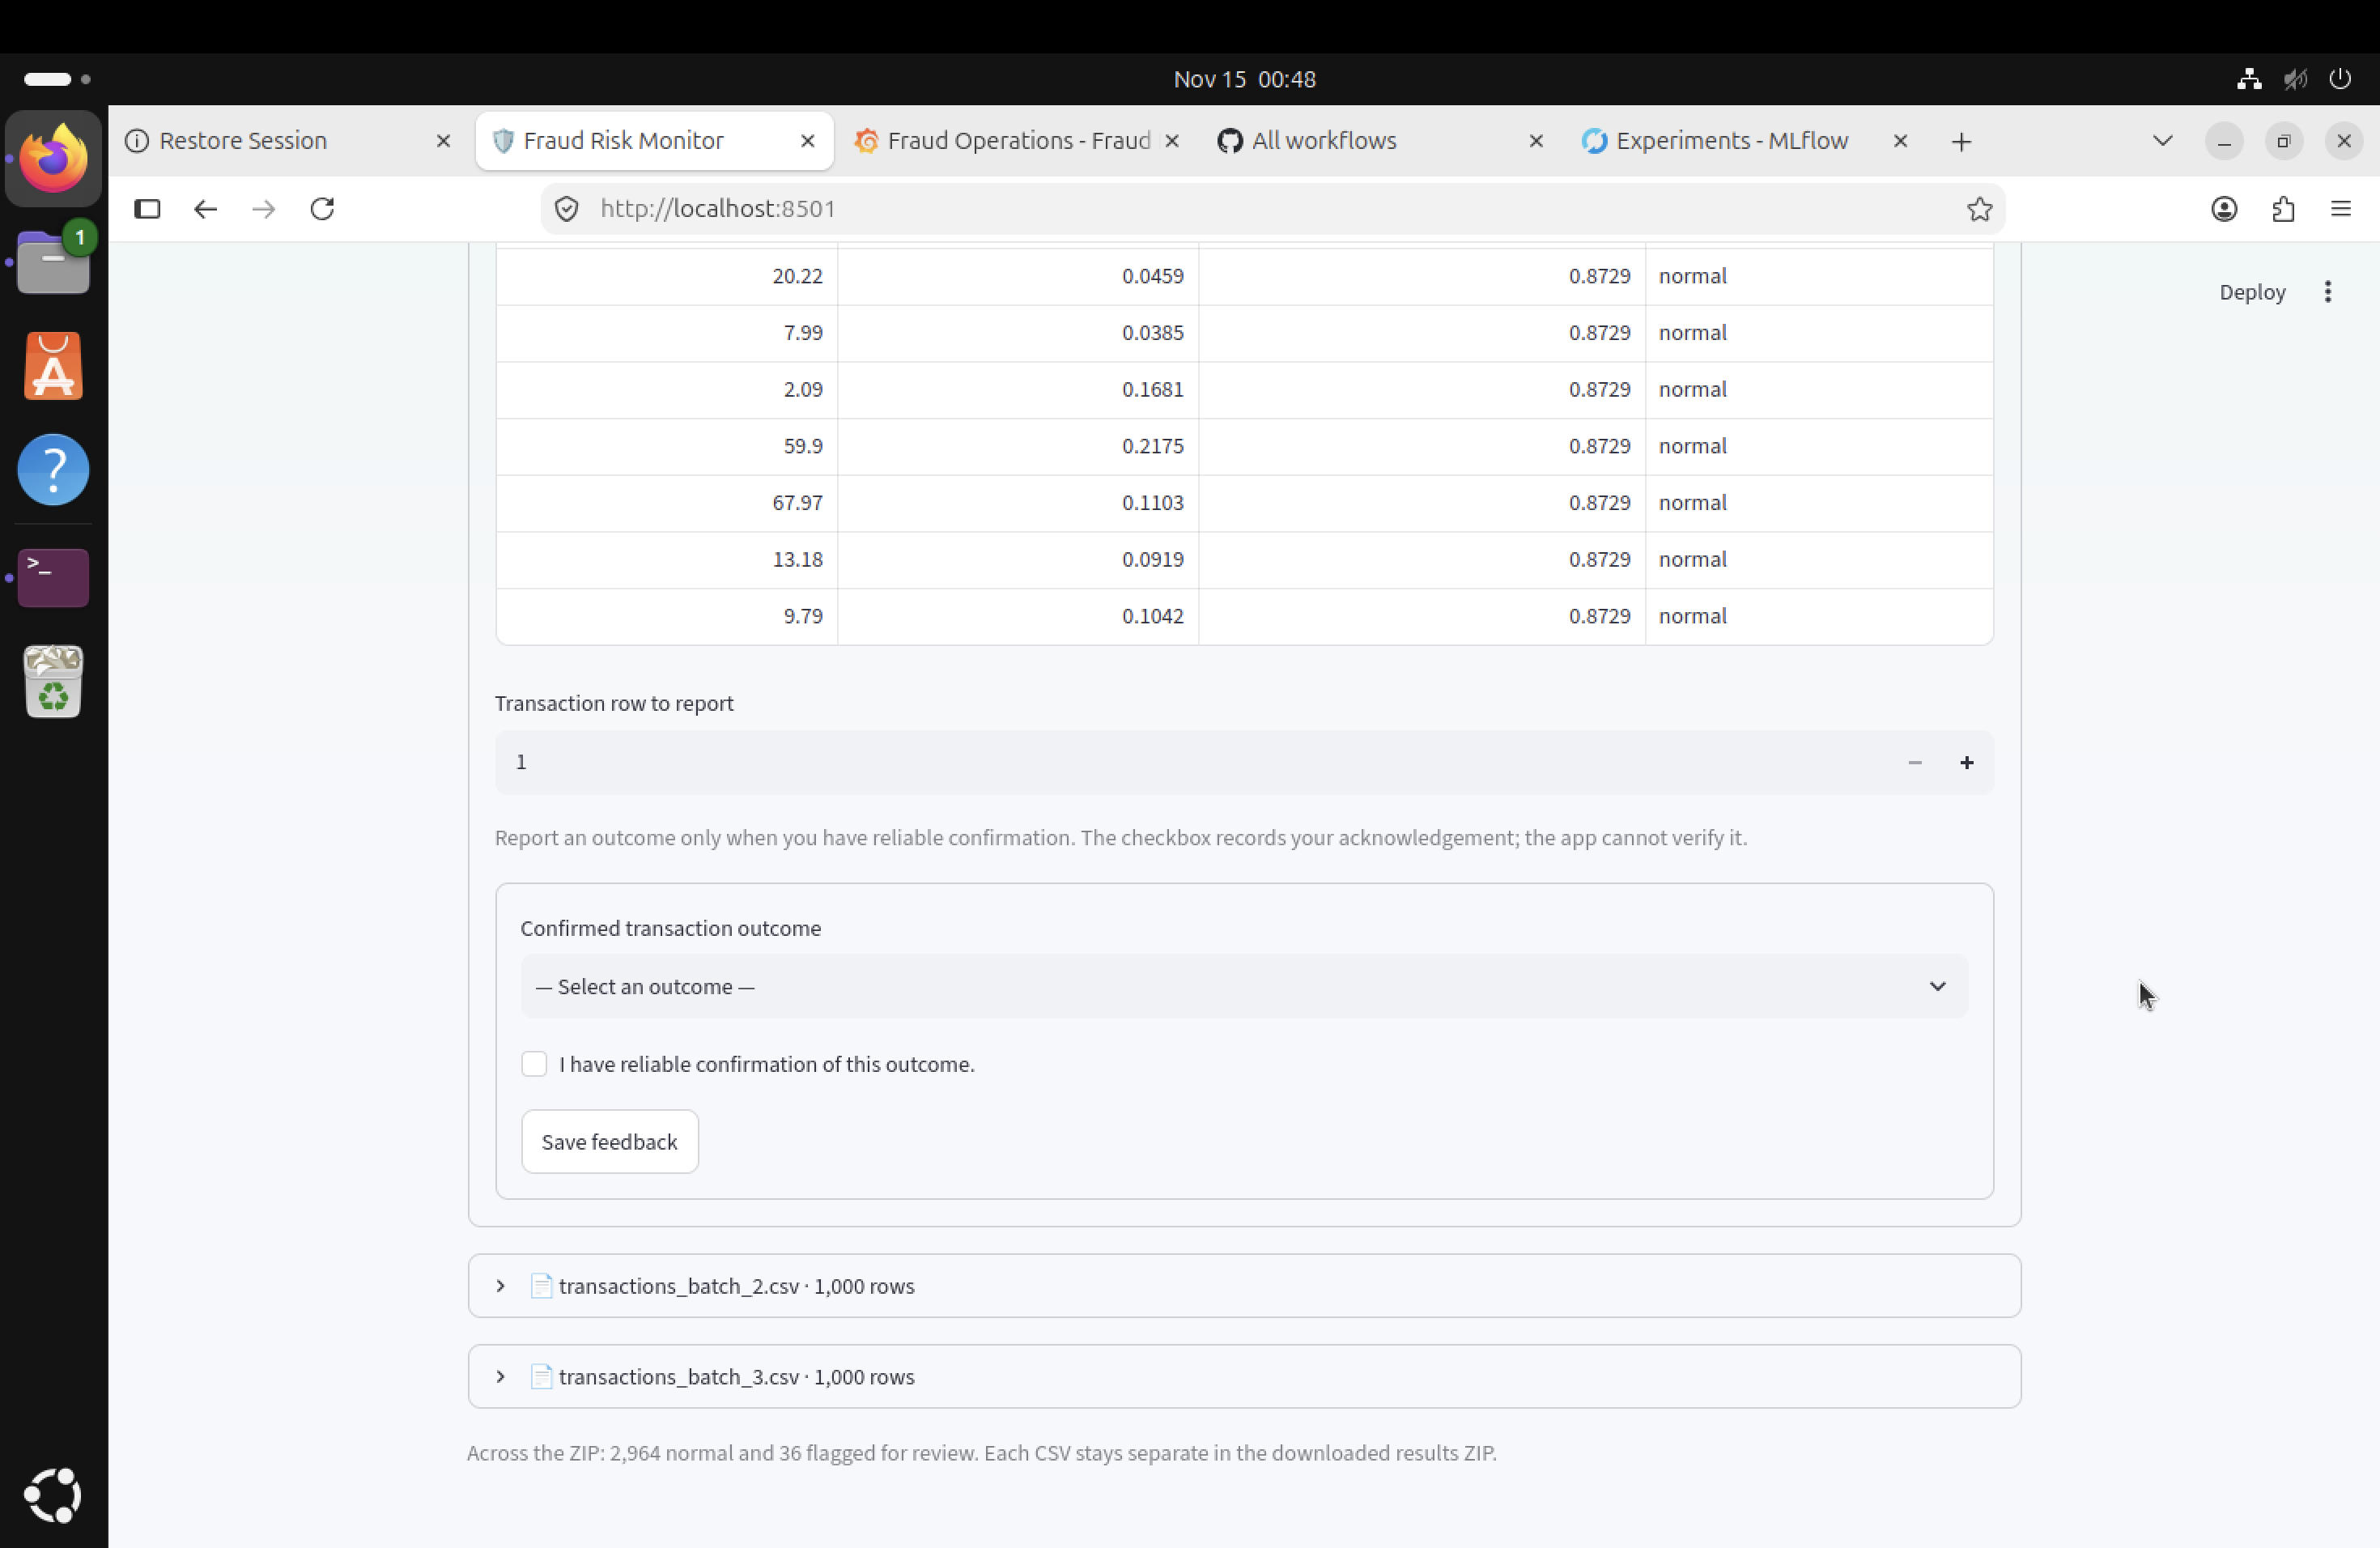 Nov 15 00:48
Restore Session
Fraud Risk Monitor
Fraud Operations - Fraud
All workflows
Experiments - MLflow
1
http://localhost:8501
Deploy
20.22 0.0459 0.8729 normal
7.99 0.0385 0.8729 normal
2.09 0.1681 0.8729 normal
59.9 0.2175 0.8729 normal
67.97 0.1103 0.8729 normal
13.18 0.0919 0.8729 normal
9.79 0.1042 0.8729 normal
Transaction row to report
1
Report an outcome only when you have reliable confirmation. The checkbox records your acknowledgement; the app cannot verify it.
Confirmed transaction outcome
— Select an outcome —
I have reliable confirmation of this outcome.
Save feedback
transactions_batch_2.csv · 1,000 rows
transactions_batch_3.csv · 1,000 rows
Across the ZIP: 2,964 normal and 36 flagged for review. Each CSV stays separate in the downloaded results ZIP.